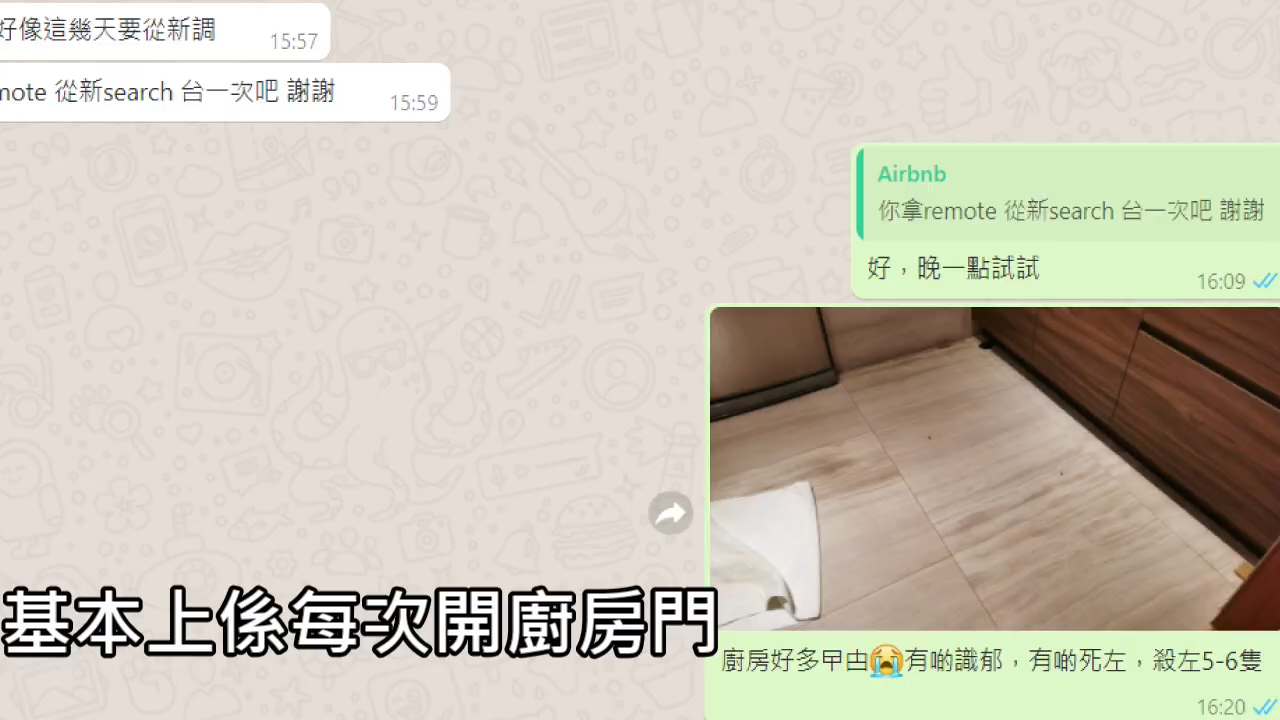 好像這幾天要從新調
15:57
mote 從新search 台一次吧 謝謝
15:59
Airbnb
你拿remote 從新search 台一次吧 謝謝
好，晚一點試試
16:09
基本上係每次開廚房門
廚房好多曱甴😭有啲識郁，有啲死左，殺左5-6隻
16:20